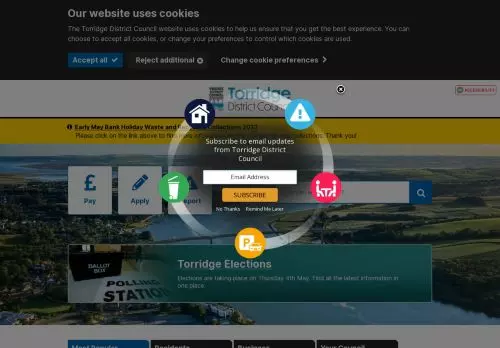 Our website uses cookies
The Torridge District Council website uses cookies to help us ensure that you get the best experience. You can
choose to accept all cookies, or change your preferences to control which cookies are used.
Accept all
Reject additional
Change cookie preferences
Torridge
District Council
ACCESSIBILITY
Early May Bank Holiday Waste and
Please click on the link above to find
Thank you!
Subscribe to email updates
from Torridge District
Council
Email Address
SUBSCRIBE
No Thanks Remind Me Later
Pay
Apply
Report
BALLOT
BOX
POLLING
STATION
Torridge Elections
Elections are taking place on Thursday 4th May. Find all the latest information in
one place.
Most Popular
Residents
Business
Your Council